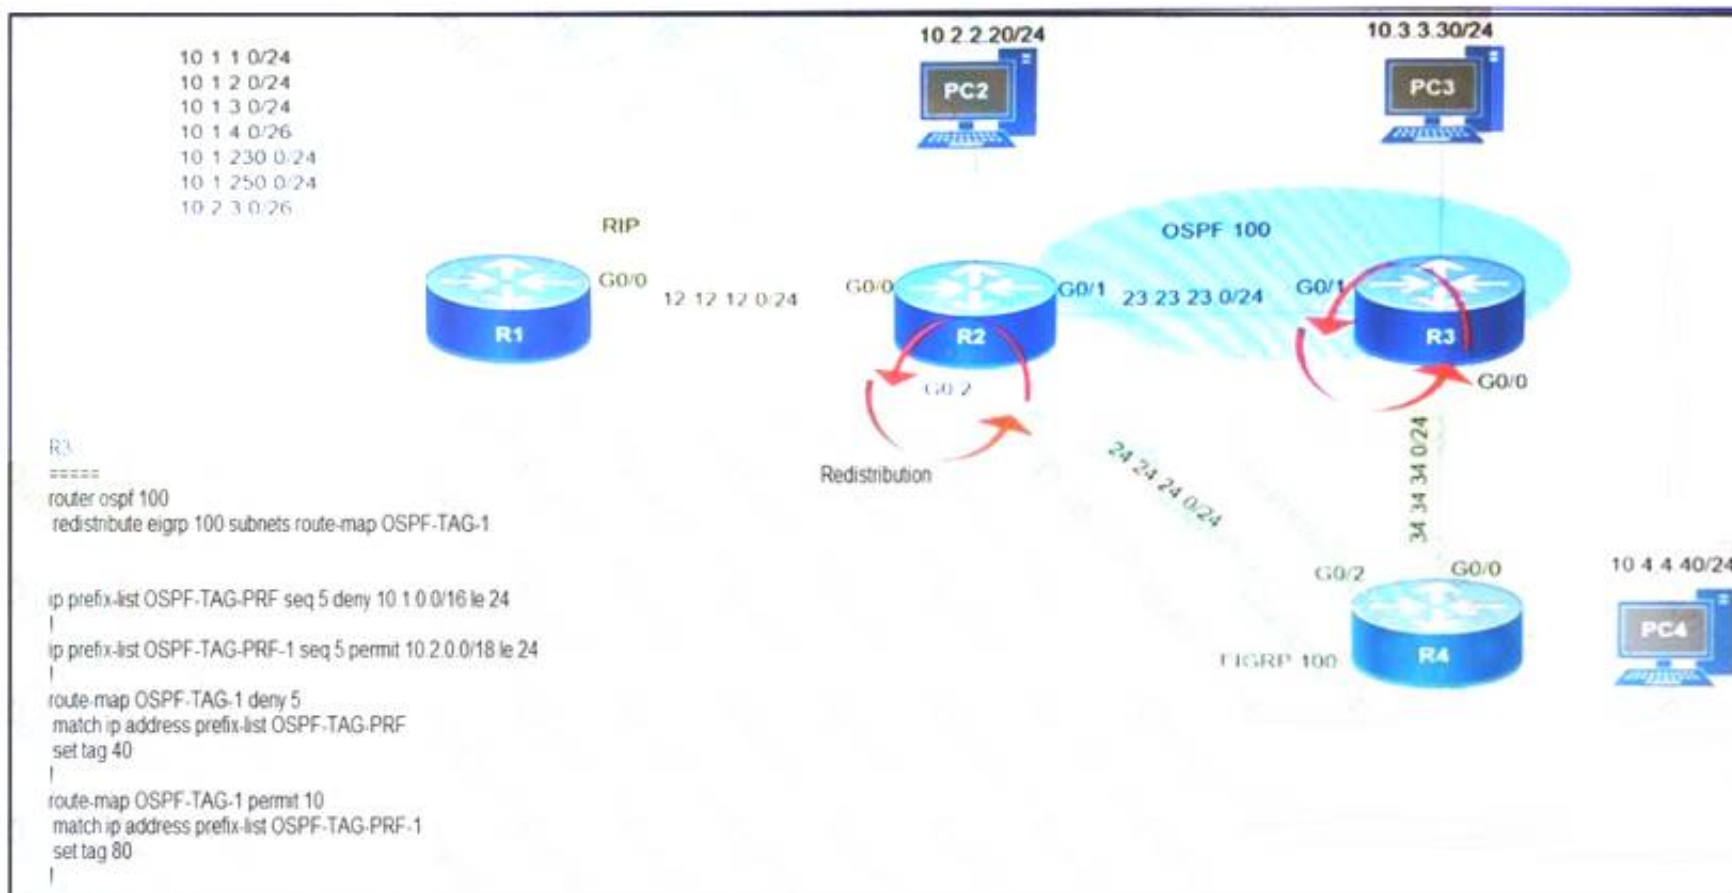 10 2 2 20/24
10 3 3 30/24
10 1 1 0/24
10 1 2 0/24
10 1 3 0/24
10 1 4 0/26
10 1 230 0/24
10 1 250 0/24
10 2 3 0/26
PC2
PC3
RIP
OSPF 100
G0/0
12 12 12 0/24
G0/0
G0/1
23 23 23 0/24
G0/1
R1
R2
R3
G0/2
G0/0
Redistribution
24 24 24 0/24
34 34 34 0/24
G0/2
G0/0
10 4 4 40/24
PC4
EIGRP 100
R4
R3
=====
router ospf 100
redistribute eigrp 100 subnets route-map OSPF-TAG-1
ip prefix-list OSPF-TAG-PRF seq 5 deny 10.1.0.0/16 le 24
!
ip prefix-list OSPF-TAG-PRF-1 seq 5 permit 10.2.0.0/18 le 24
!
route-map OSPF-TAG-1 deny 5
match ip address prefix-list OSPF-TAG-PRF
set tag 40
!
route-map OSPF-TAG-1 permit 10
match ip address prefix-list OSPF-TAG-PRF-1
set tag 80
!